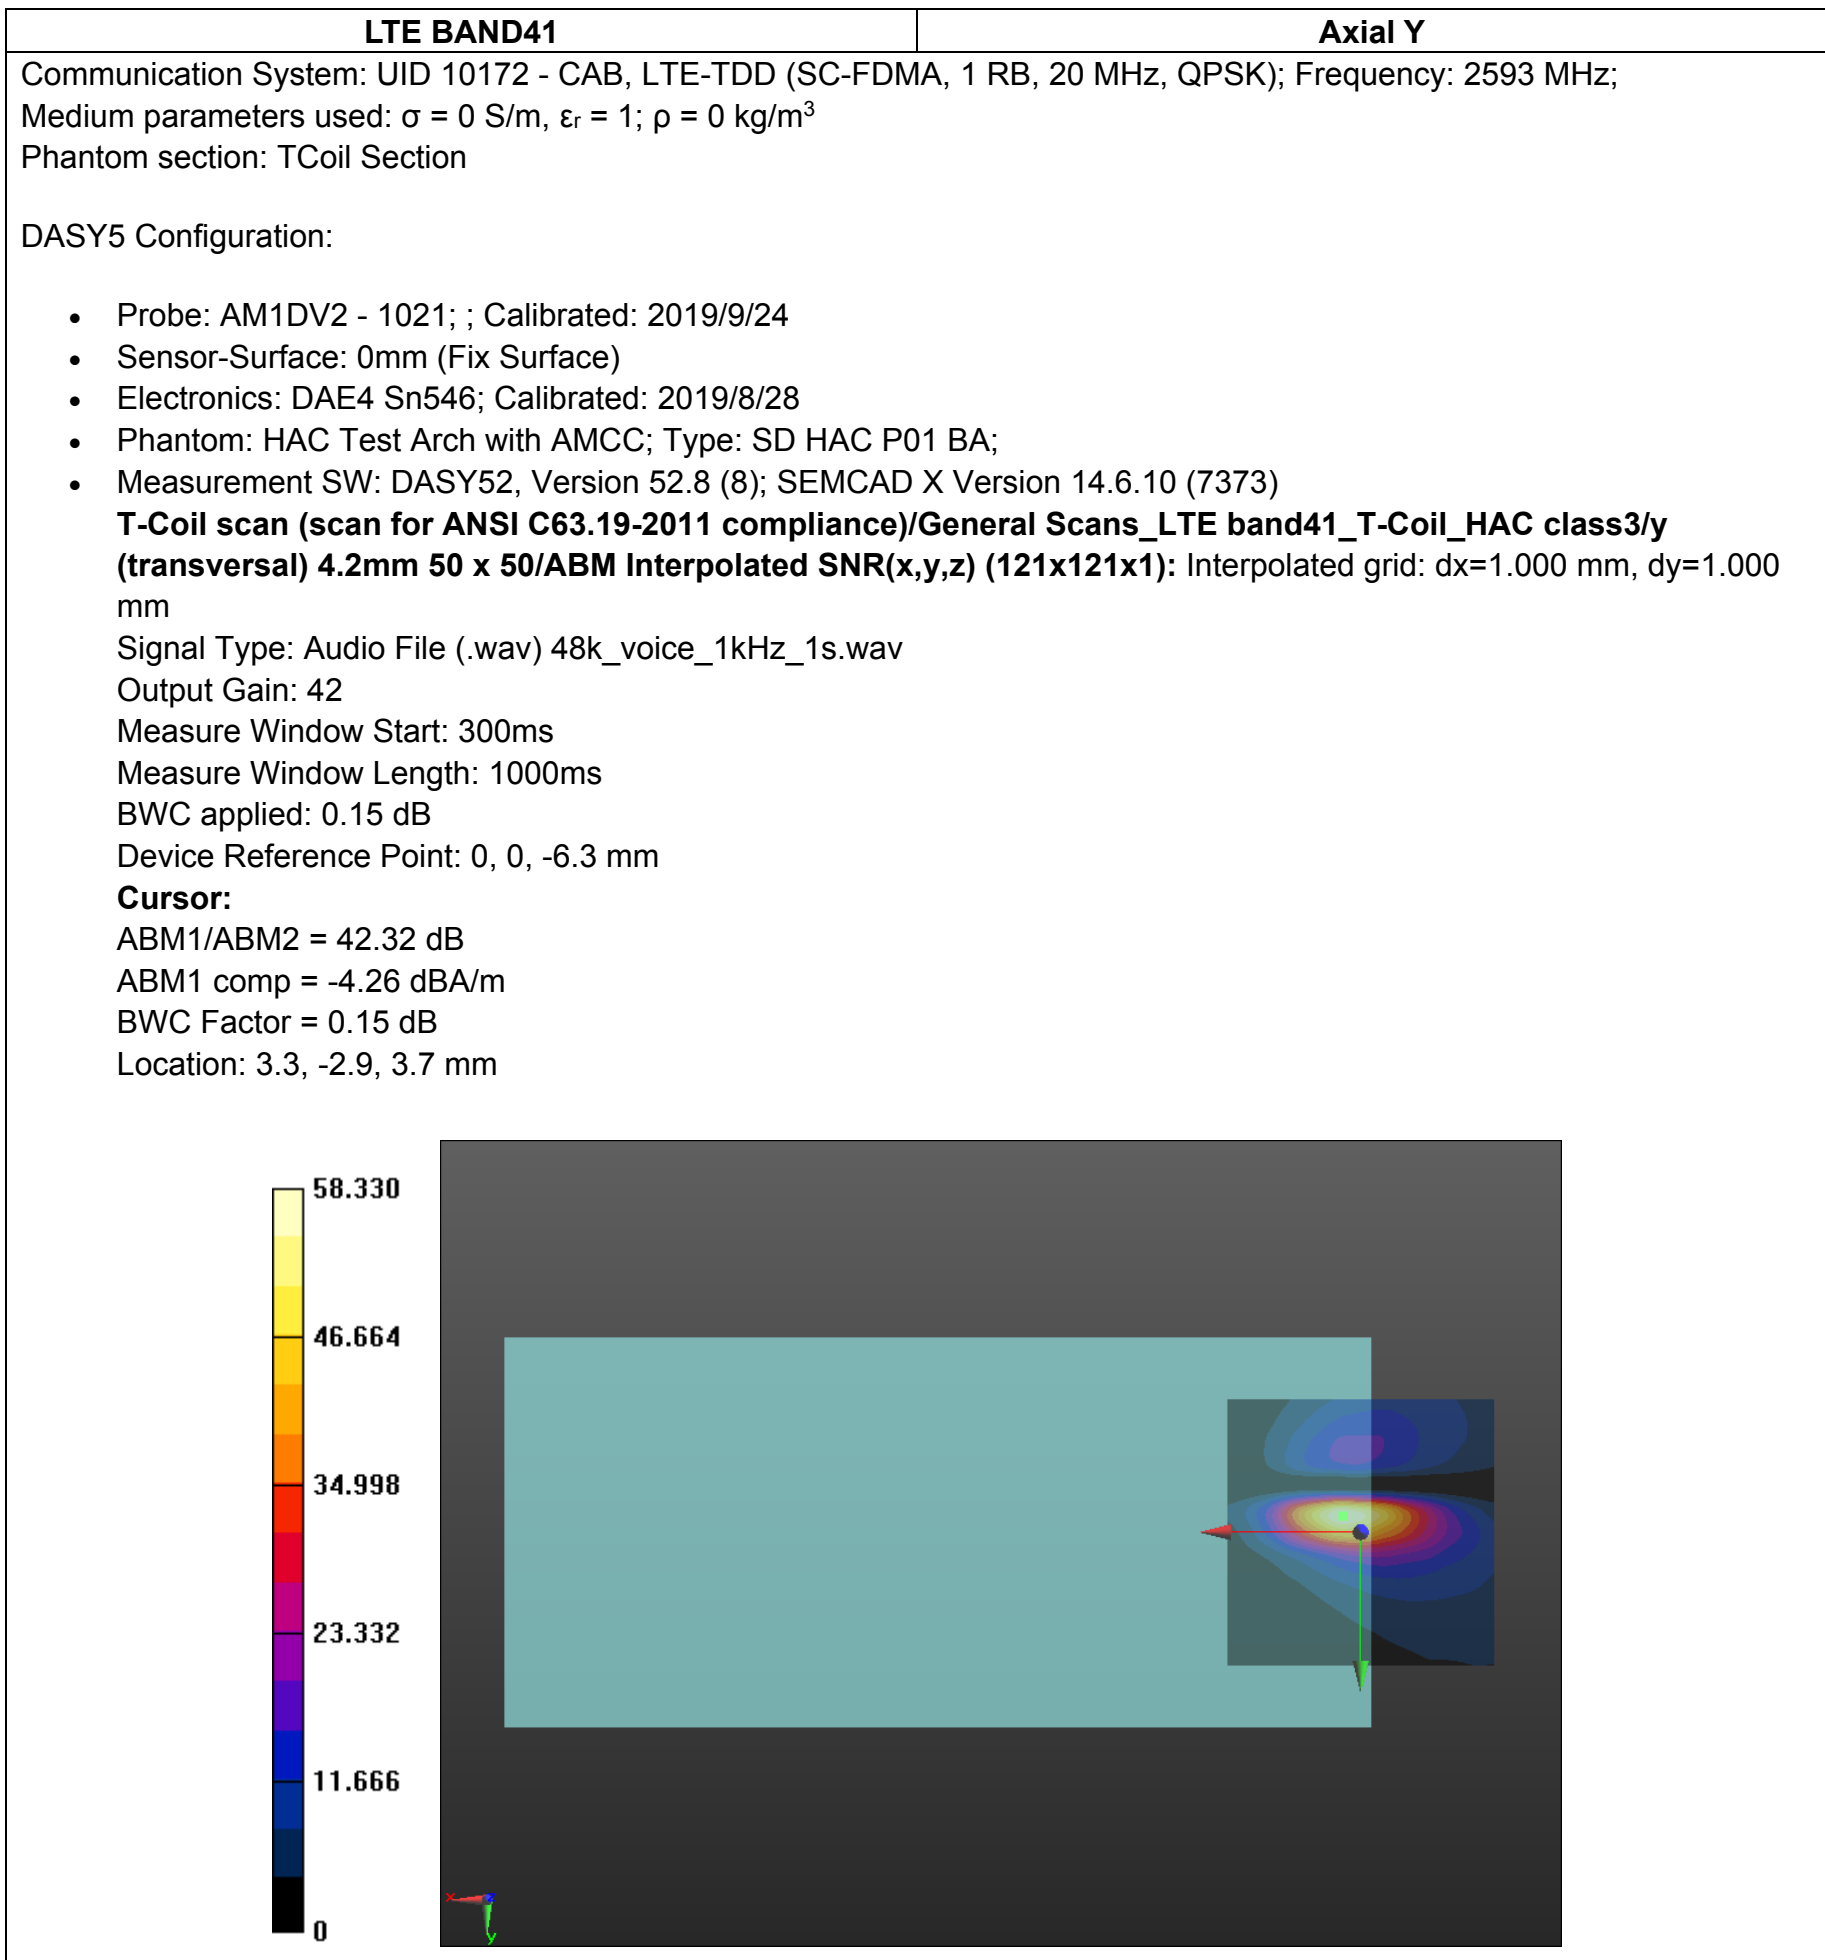 LTE BAND41
Axial Y
Communication System: UID 10172 - CAB, LTE-TDD (SC-FDMA, 1 RB, 20 MHz, QPSK); Frequency: 2593 MHz;
Medium parameters used: σ = 0 S/m, εr = 1; ρ = 0 kg/m³
Phantom section: TCoil Section
DASY5 Configuration:
• Probe: AM1DV2 - 1021; ; Calibrated: 2019/9/24
• Sensor-Surface: 0mm (Fix Surface)
• Electronics: DAE4 Sn546; Calibrated: 2019/8/28
• Phantom: HAC Test Arch with AMCC; Type: SD HAC P01 BA;
• Measurement SW: DASY52, Version 52.8 (8); SEMCAD X Version 14.6.10 (7373)
T-Coil scan (scan for ANSI C63.19-2011 compliance)/General Scans_LTE band41_T-Coil_HAC class3/y
(transversal) 4.2mm 50 x 50/ABM Interpolated SNR(x,y,z) (121x121x1): Interpolated grid: dx=1.000 mm, dy=1.000
mm
Signal Type: Audio File (.wav) 48k_voice_1kHz_1s.wav
Output Gain: 42
Measure Window Start: 300ms
Measure Window Length: 1000ms
BWC applied: 0.15 dB
Device Reference Point: 0, 0, -6.3 mm
Cursor:
ABM1/ABM2 = 42.32 dB
ABM1 comp = -4.26 dBA/m
BWC Factor = 0.15 dB
Location: 3.3, -2.9, 3.7 mm
58.330
46.664
34.998
23.332
11.666
0
x
z
y